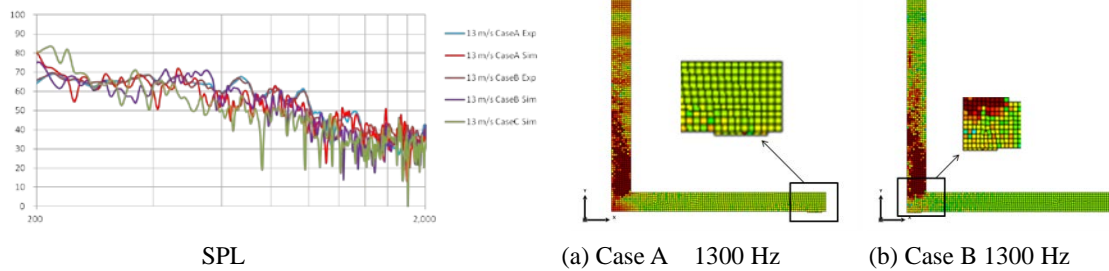 100
90
80
70
60
50
40
30
20
10
0
200
2,000
13 m/s CaseA Exp
13 m/s CaseA Sim
13 m/s CaseB Exp
13 m/s CaseB Sim
13 m/s CaseC Sim
SPL
Y
X
(a) Case A 1300 Hz
Y
X
(b) Case B 1300 Hz